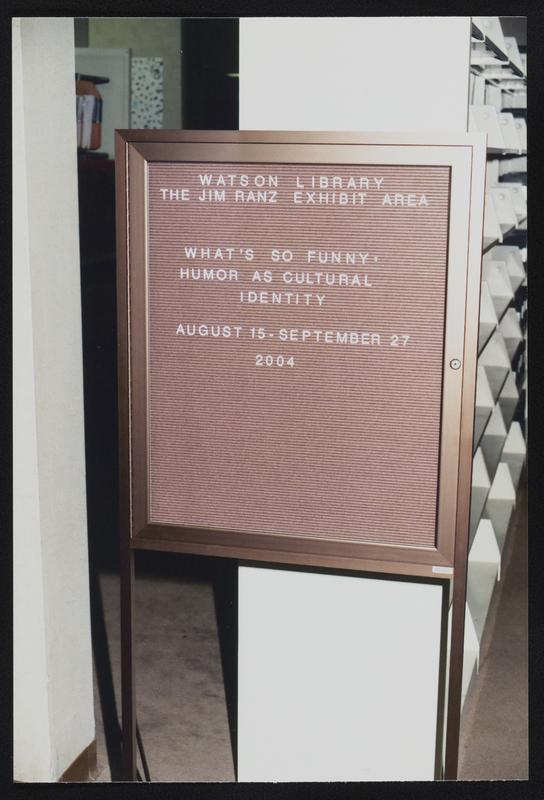 WATSON LIBRARY
THE JIM RANZ EXHIBIT AREA
WHAT'S SO FUNNY:
HUMOR AS CULTURAL
IDENTITY
AUGUST 15-SEPTEMBER 27
2004